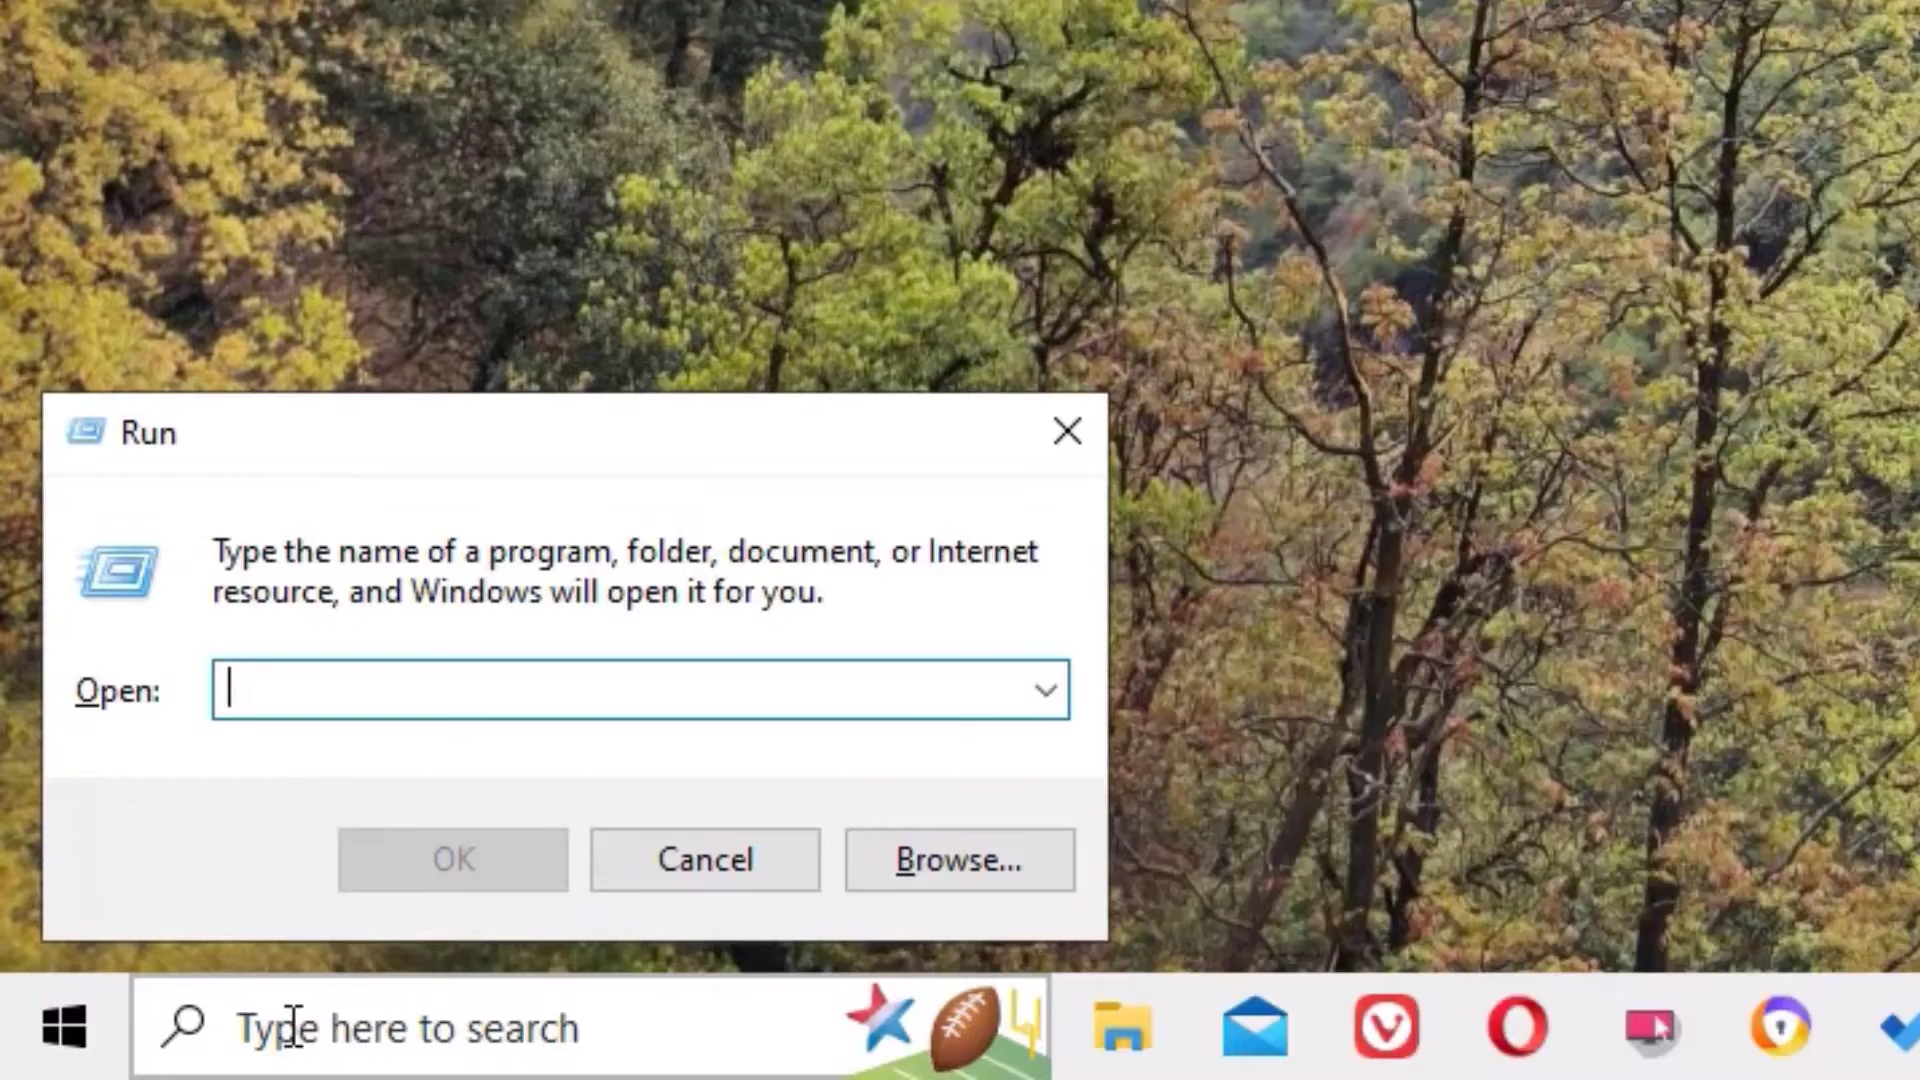 Run
Type the name of a program, folder, document, or Internet
resource, and Windows will open it for you.
Open:
OK
Cancel
Browse...
Type here to search